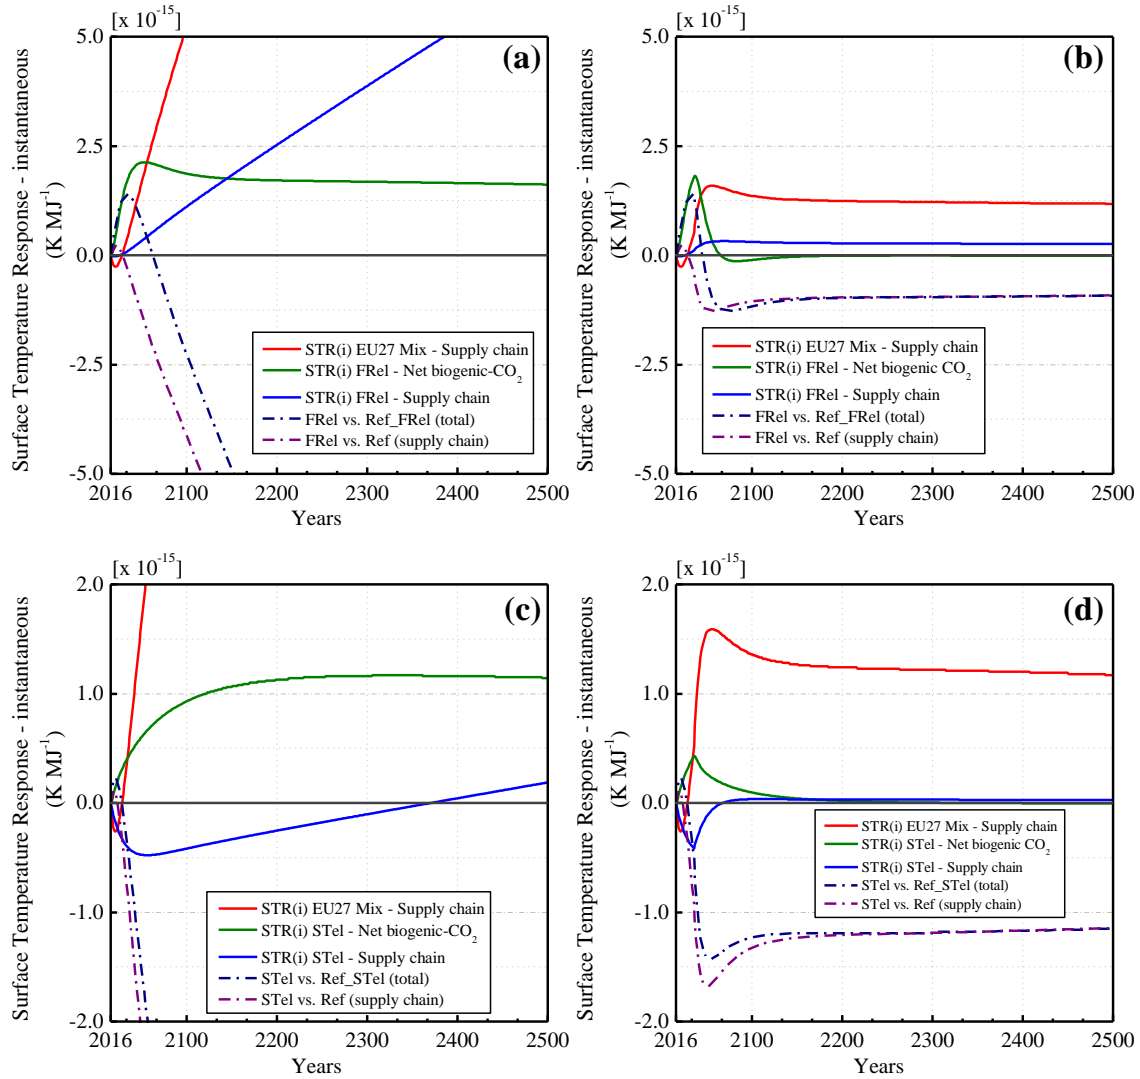 [x 10-15]
(a)
5.0
2.5
0.0
-2.5
-5.0
Surface Temperature Response - instantaneous
(K MJ-1)
STR(i) EU27 Mix - Supply chain
STR(i) FRel - Net biogenic-CO2
STR(i) FRel - Supply chain
FRel vs. Ref_FRel (total)
FRel vs. Ref (supply chain)
2016 2100 2200 2300 2400 2500
Years
[x 10-15]
(b)
5.0
2.5
0.0
-2.5
-5.0
Surface Temperature Response - instantaneous
(K MJ-1)
STR(i) EU27 Mix - Supply chain
STR(i) FRel - Net biogenic CO2
STR(i) FRel - Supply chain
FRel vs. Ref_FRel (total)
FRel vs. Ref (supply chain)
2016 2100 2200 2300 2400 2500
Years
[x 10-15]
(c)
2.0
1.0
0.0
-1.0
-2.0
Surface Temperature Response - instantaneous
(K MJ-1)
STR(i) EU27 Mix - Supply chain
STR(i) STel - Net biogenic-CO2
STR(i) STel - Supply chain
STel vs. Ref_STel (total)
STel vs. Ref (supply chain)
2016 2100 2200 2300 2400 2500
Years
[x 10-15]
(d)
2.0
1.0
0.0
-1.0
-2.0
Surface Temperature Response - instantaneous
(K MJ-1)
STR(i) EU27 Mix - Supply chain
STR(i) STel - Net biogenic CO2
STR(i) STel - Supply chain
STel vs. Ref_STel (total)
STel vs. Ref (supply chain)
2016 2100 2200 2300 2400 2500
Years